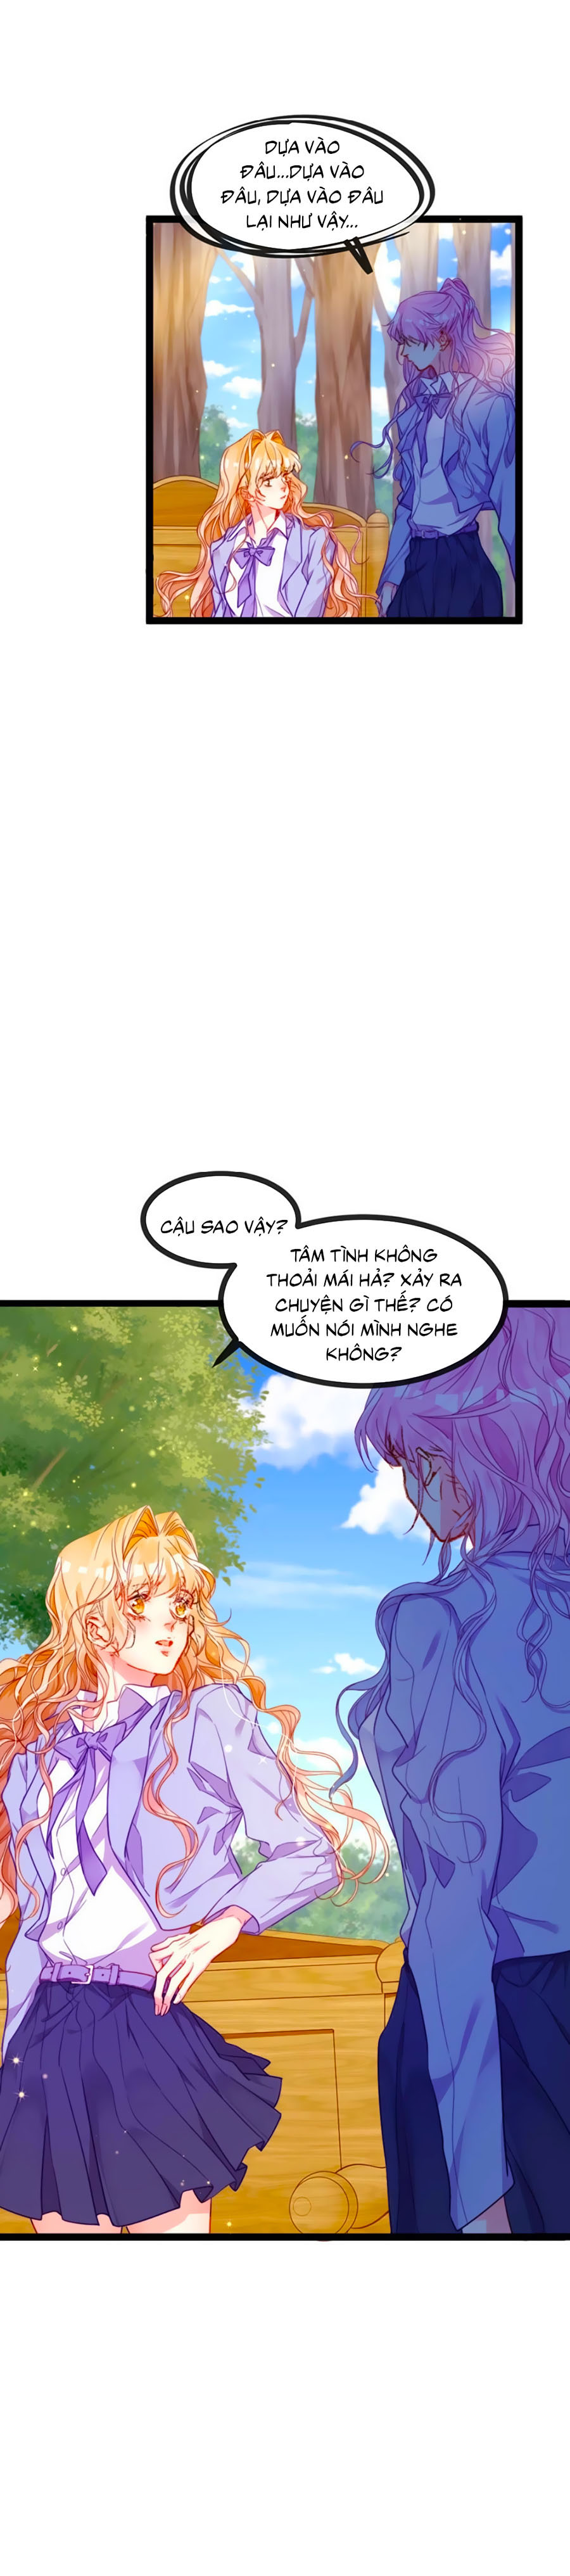 DỰA VÀO
ĐÂU...DỰA VÀO
ĐÂU, DỰA VÀO ĐÂU
LẠI NHƯ VẬY...
CẬU SAO VẬY?
TÂM TÌNH KHÔNG
THOẢI MÁI HẢ? XẢY RA
CHUYỆN GÌ THẾ? CÓ
MUỐN NÓI MÌNH NGHE
KHÔNG?